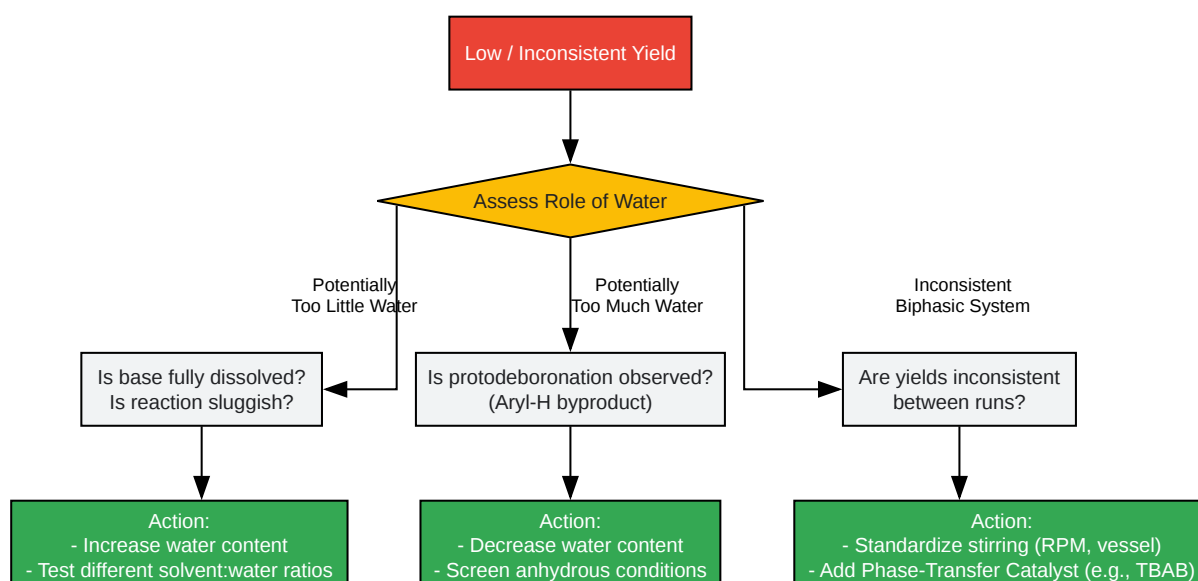 Low / Inconsistent Yield
Assess Role of Water
Potentially
Too Little Water
Potentially
Too Much Water
Inconsistent
Biphasic System
Is base fully dissolved?
Is reaction sluggish?
Is protodeboronation observed?
(Aryl-H byproduct)
Are yields inconsistent
between runs?
Action:
- Increase water content
- Test different solvent:water ratios
Action:
- Decrease water content
- Screen anhydrous conditions
Action:
- Standardize stirring (RPM, vessel)
- Add Phase-Transfer Catalyst (e.g., TBAB)